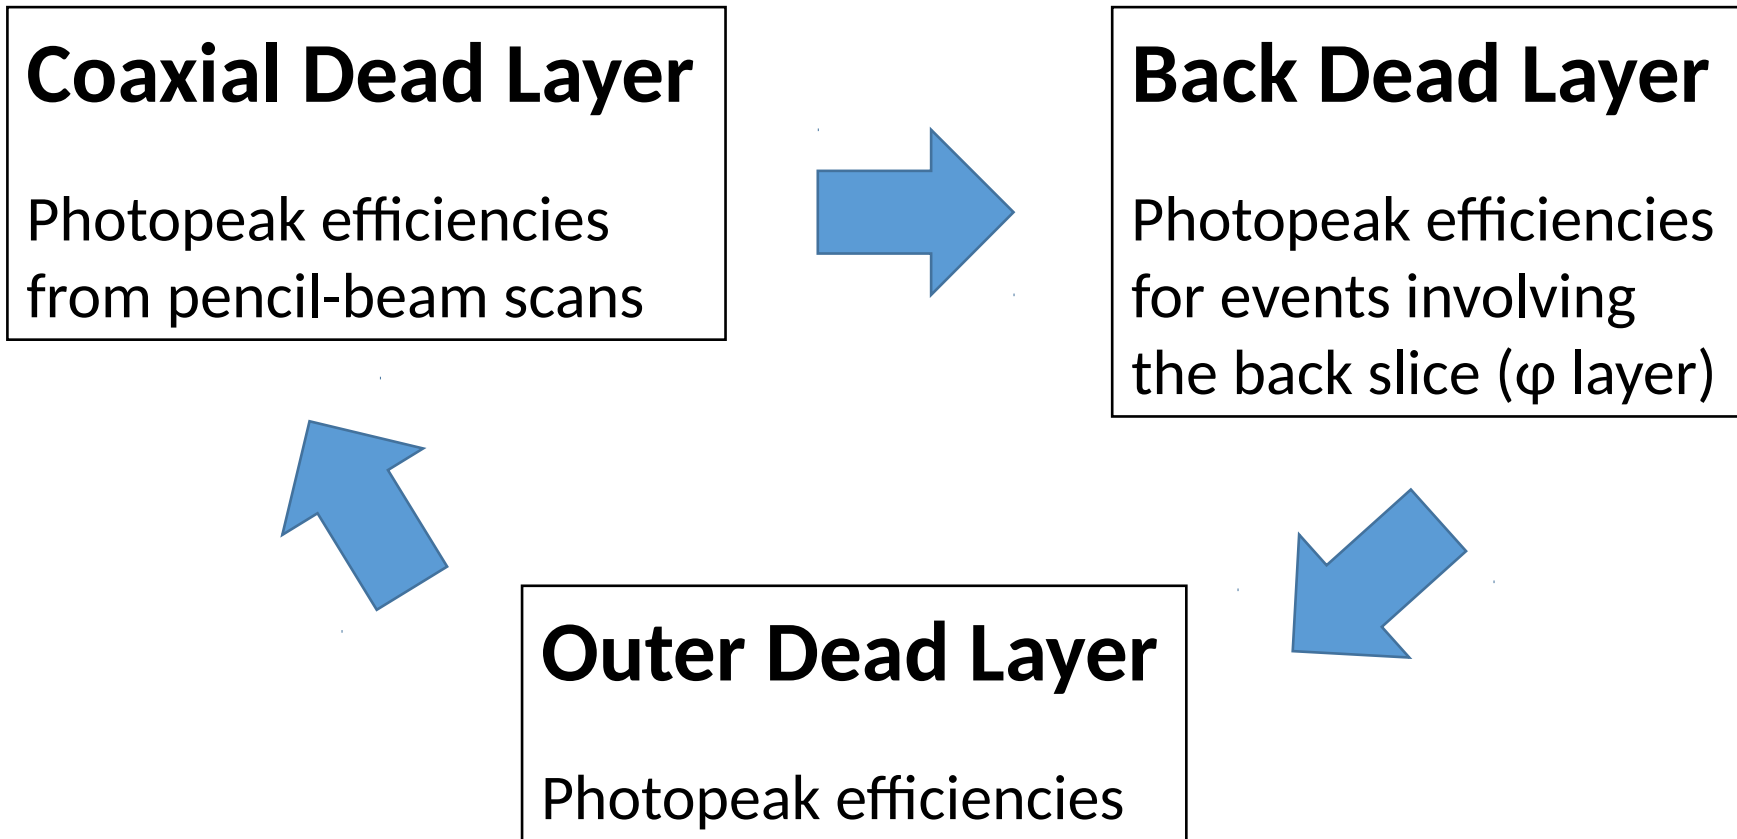 Coaxial Dead Layer
Photopeak efficiencies
from pencil-beam scans
Back Dead Layer
Photopeak efficiencies
for events involving
the back slice (φ layer)
Outer Dead Layer
Photopeak efficiencies